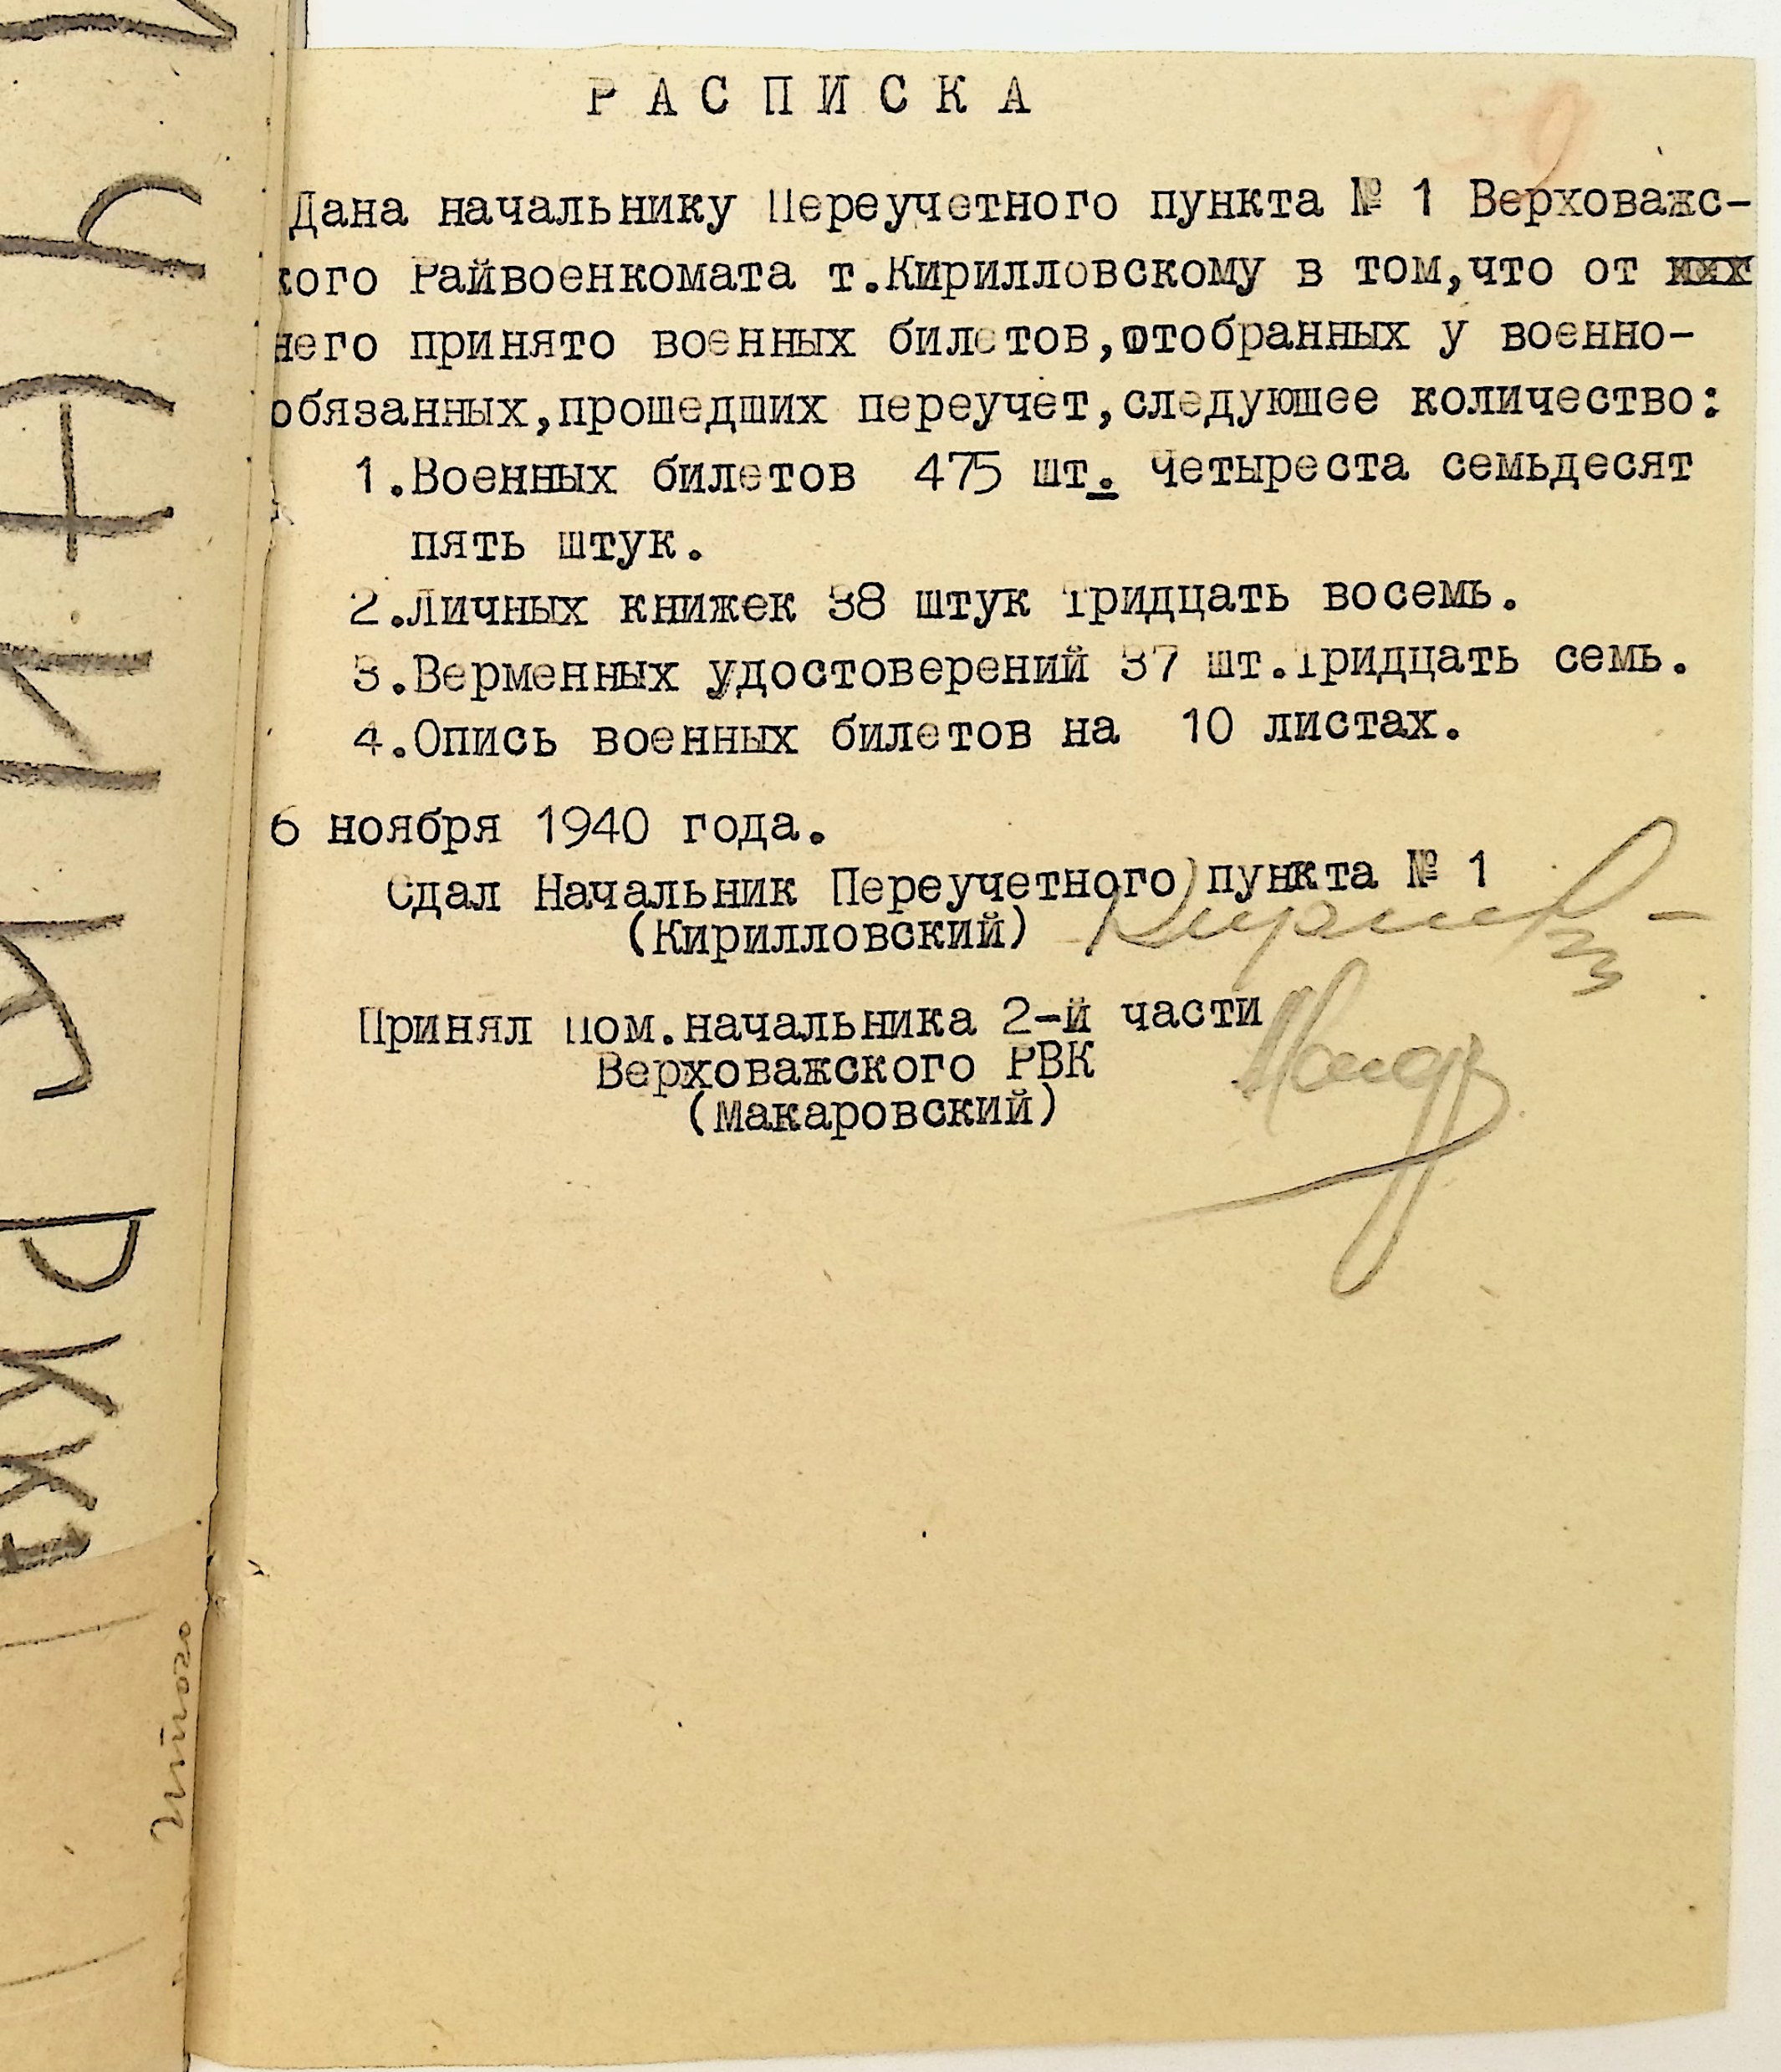 59
Р А С П И С К А
Дана начальнику Переучетного пункта № 1 Верховажс-
кого Райвоенкомата т.Кирилловскому в том,что от
него принято военных билетов,отобранных у военно-
обязанных,прошедших переучет,следуюшее количество:
1.Военных билетов 475 шт. Четыреста семьдесят
пять штук.
2.Личных книжек 38 штук Тридцать восемь.
3.Верменных удостоверений 37 шт.Тридцать семь.
4.Опись военных билетов на 10 листах.
6 ноября 1940 года.
Сдал Начальник Переучетного пункта № 1
(Кирилловский)
Принял Пом.начальника 2-й части
Верховажского РВК
(Макаровский)
Итого